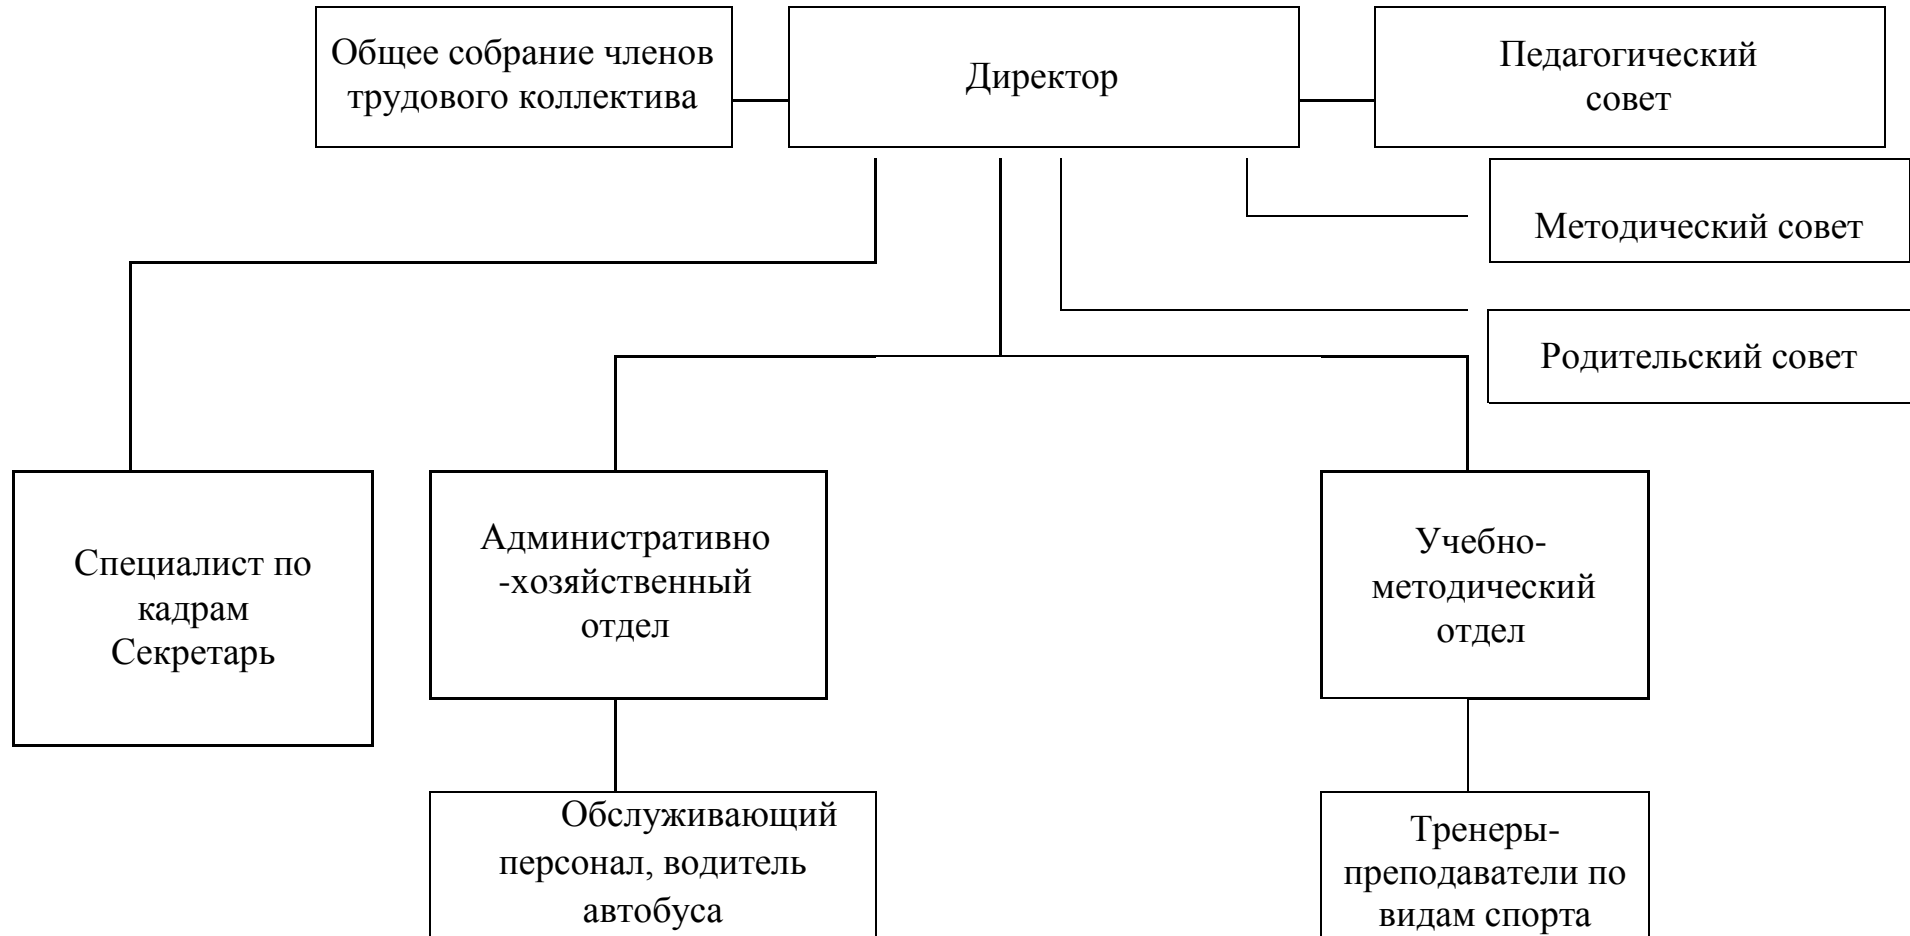 Общее собрание членов
трудового коллектива
Директор
Педагогический
совет
Методический совет
Родительский совет
Специалист по
кадрам
Секретарь
Административно
-хозяйственный
отдел
Учебно-
методический
отдел
Обслуживающий
персонал, водитель
автобуса
Тренеры-
преподаватели по
видам спорта